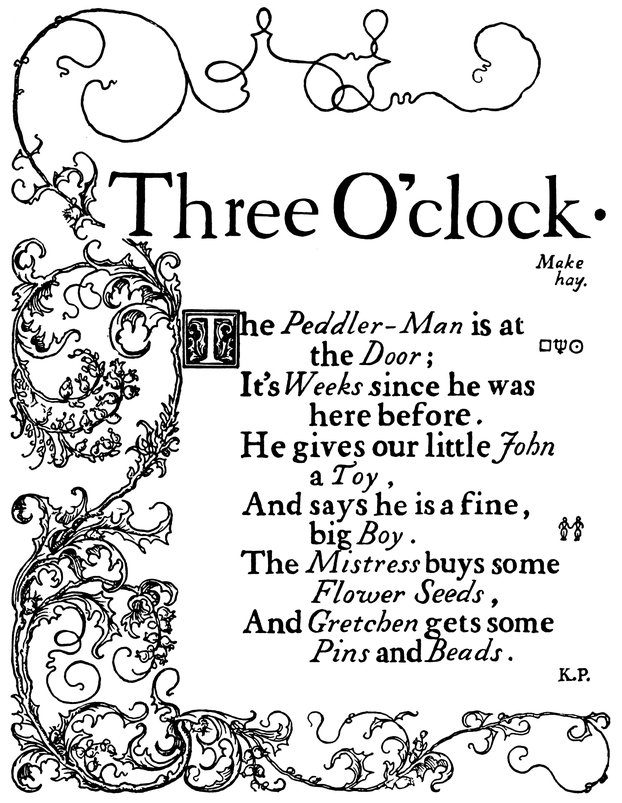 Three O'clock.
Make
hay.
The Peddler-Man is at
the Door;
It's Weeks since he was
here before.
He gives our little John
a Toy,
And says he is a fine,
big Boy.
The Mistress buys some
Flower Seeds,
And Gretchen gets some
Pins and Beads.
K.P.